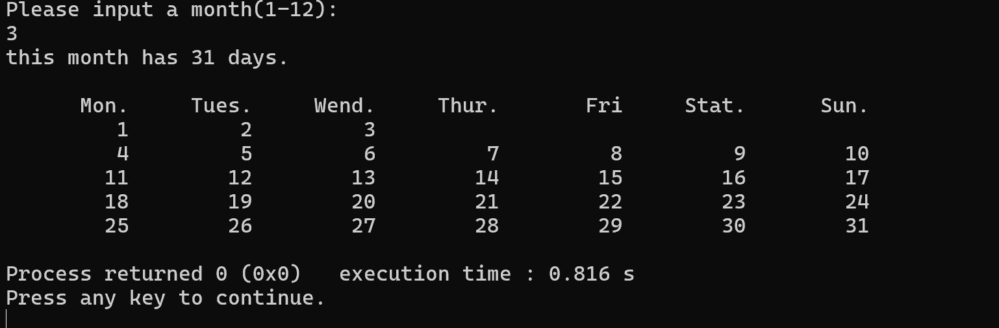 Please input a month(1-12):
3
this month has 31 days.
Mon. Tues. Wend. Thur. Fri Stat. Sun.
1 2 3
4 5 6 7 8 9 10
11 12 13 14 15 16 17
18 19 20 21 22 23 24
25 26 27 28 29 30 31
Process returned 0 (0x0) execution time : 0.816 s
Press any key to continue.